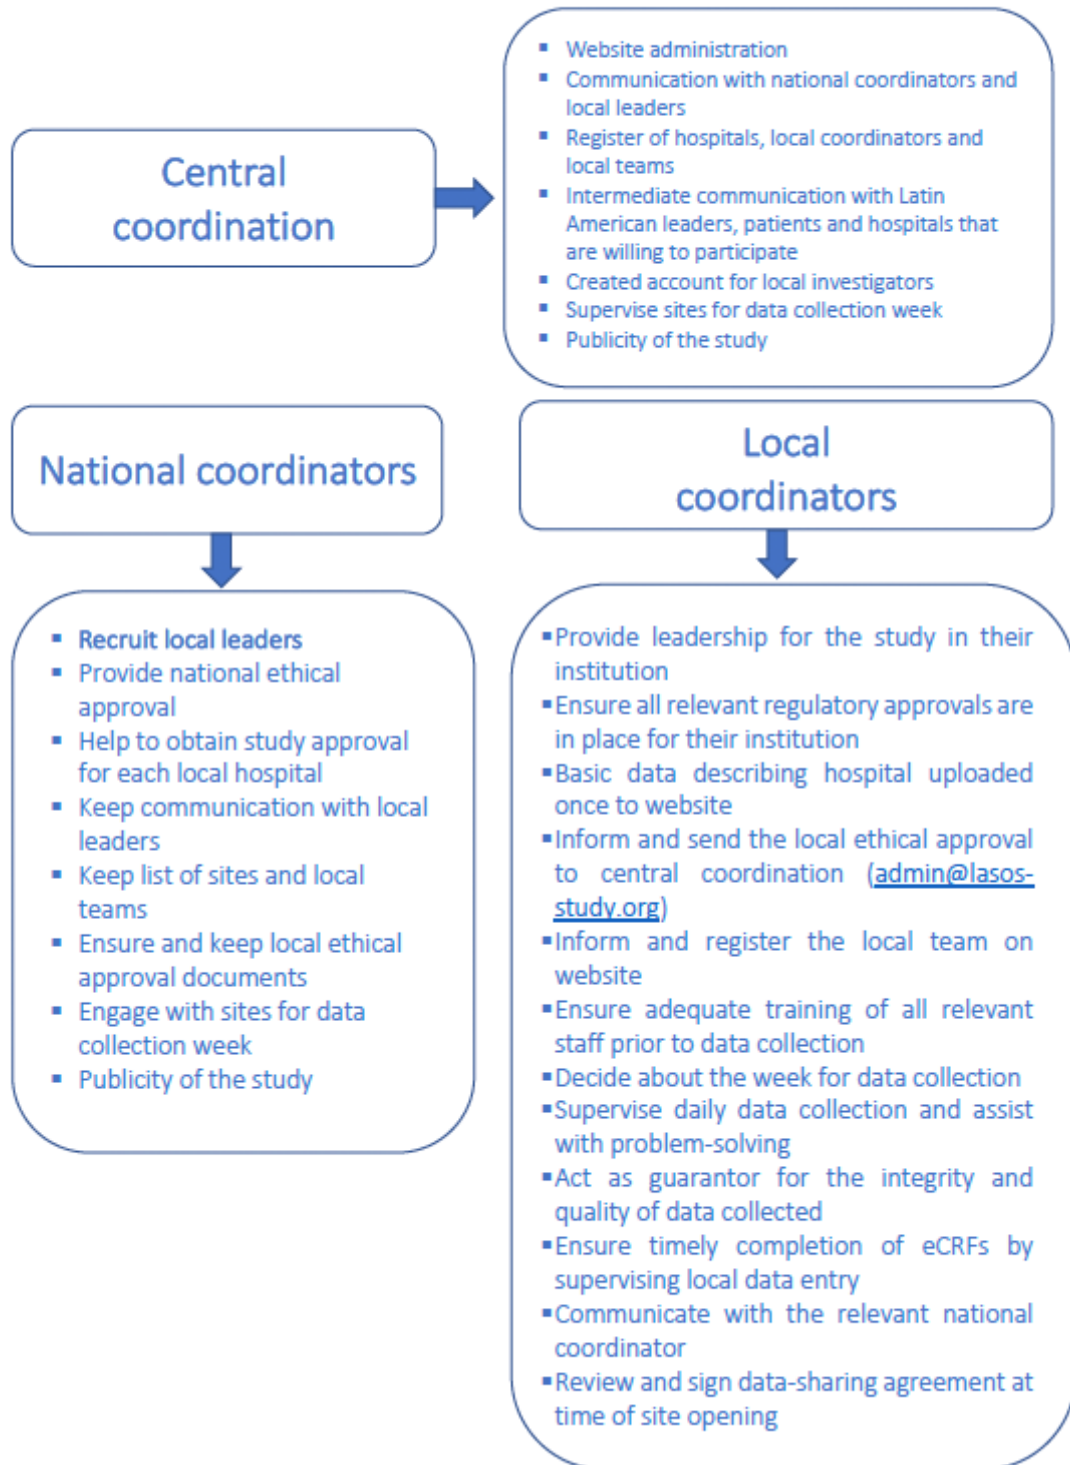 Central
coordination
▪ Website administration
▪ Communication with national coordinators and
local leaders
▪ Register of hospitals, local coordinators and
local teams
▪ Intermediate communication with Latin
American leaders, patients and hospitals that
are willing to participate
▪ Created account for local investigators
▪ Supervise sites for data collection week
▪ Publicity of the study
National coordinators
▪ Recruit local leaders
▪ Provide national ethical
approval
▪ Help to obtain study approval
for each local hospital
▪ Keep communication with local
leaders
▪ Keep list of sites and local
teams
▪ Ensure and keep local ethical
approval documents
▪ Engage with sites for data
collection week
▪ Publicity of the study
Local
coordinators
▪Provide leadership for the study in their
institution
▪Ensure all relevant regulatory approvals are
in place for their institution
▪Basic data describing hospital uploaded
once to website
▪Inform and send the local ethical approval
to central coordination (admin@lasos-
study.org)
▪Inform and register the local team on
website
▪Ensure adequate training of all relevant
staff prior to data collection
▪Decide about the week for data collection
▪Supervise daily data collection and assist
with problem-solving
▪Act as guarantor for the integrity and
quality of data collected
▪Ensure timely completion of eCRFs by
supervising local data entry
▪Communicate with the relevant national
coordinator
▪Review and sign data-sharing agreement at
time of site opening